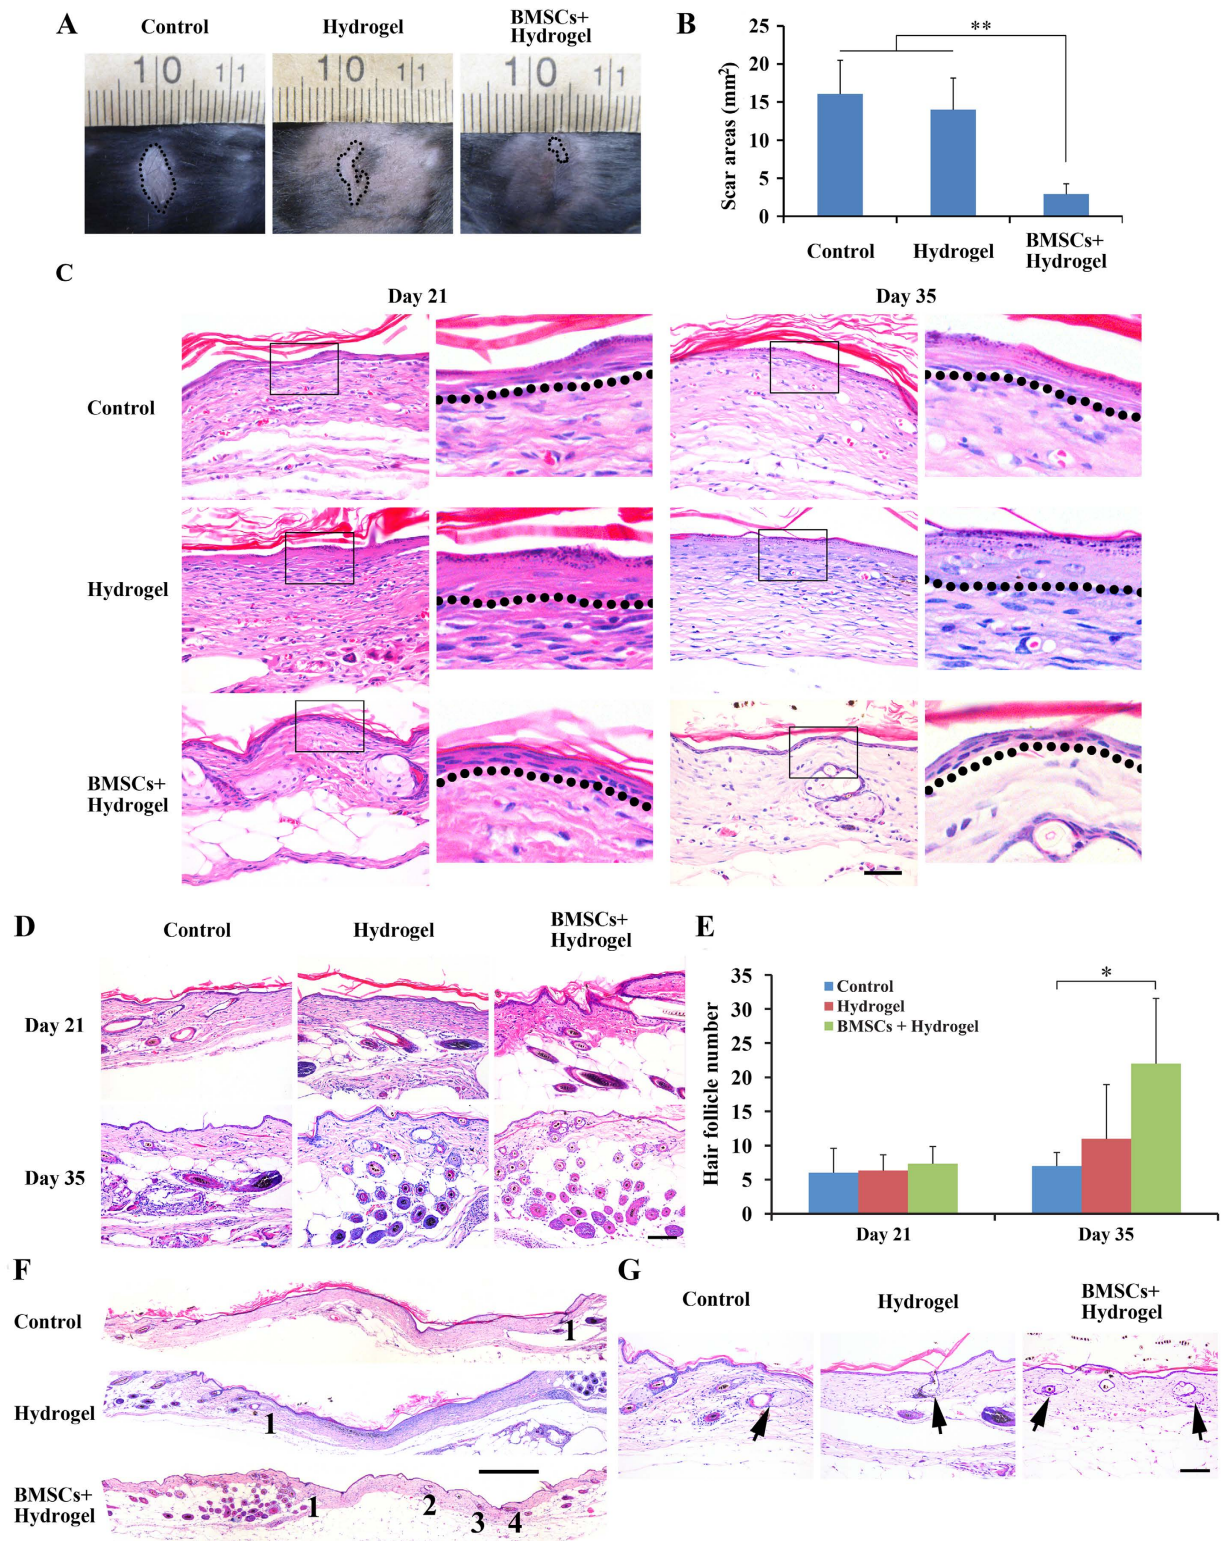 A
Control
Hydrogel
BMSCs+
Hydrogel
10 11
10 11
10 11
B
25
20
15
10
5
0
Scar areas (mm²)
**
Control
Hydrogel
BMSCs+
Hydrogel
C
Day 21
Day 35
Control
Hydrogel
BMSCs+
Hydrogel
D
Control
Hydrogel
BMSCs+
Hydrogel
Day 21
Day 35
E
35
30
25
20
15
10
5
0
Hair follicle number
Control
Hydrogel
BMSCs + Hydrogel
*
Day 21
Day 35
F
Control
1
Hydrogel
1
BMSCs+
Hydrogel
1
2
3
4
G
Control
Hydrogel
BMSCs+
Hydrogel